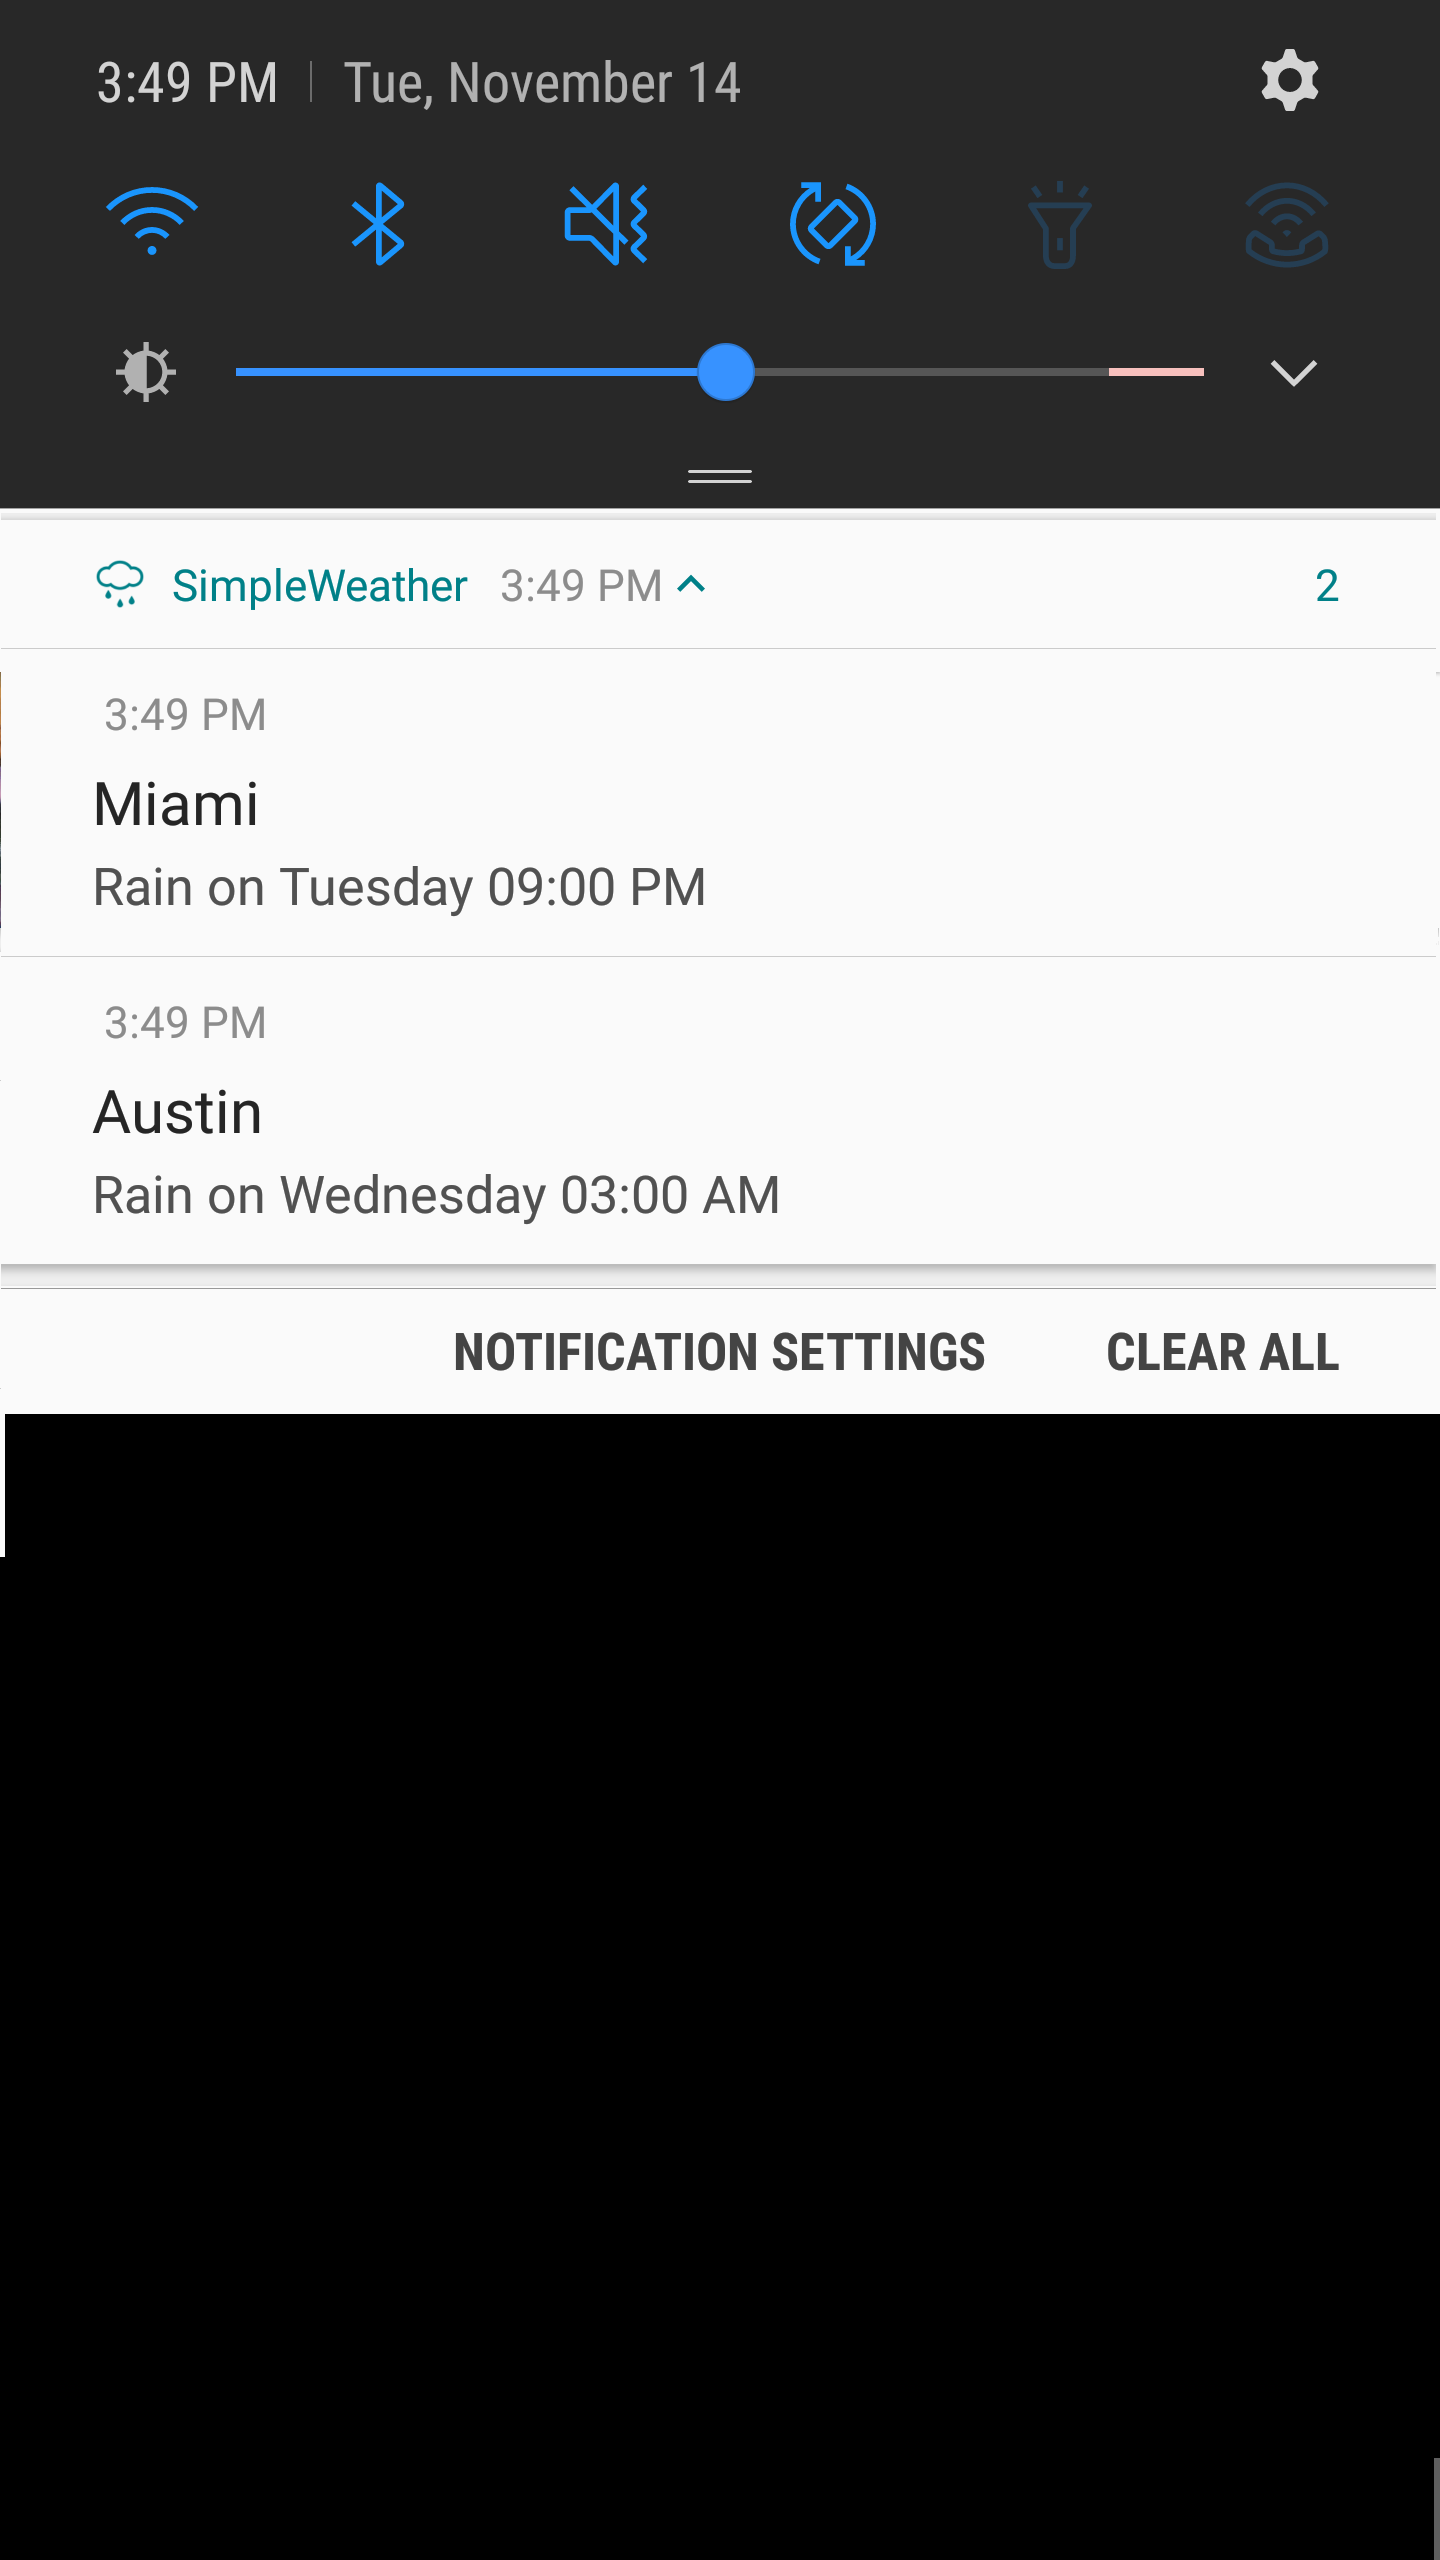 3:49 PM | Tue, November 14
SimpleWeather 3:49 PM 2
3:49 PM
Miami
Rain on Tuesday 09:00 PM
3:49 PM
Austin
Rain on Wednesday 03:00 AM
NOTIFICATION SETTINGS CLEAR ALL